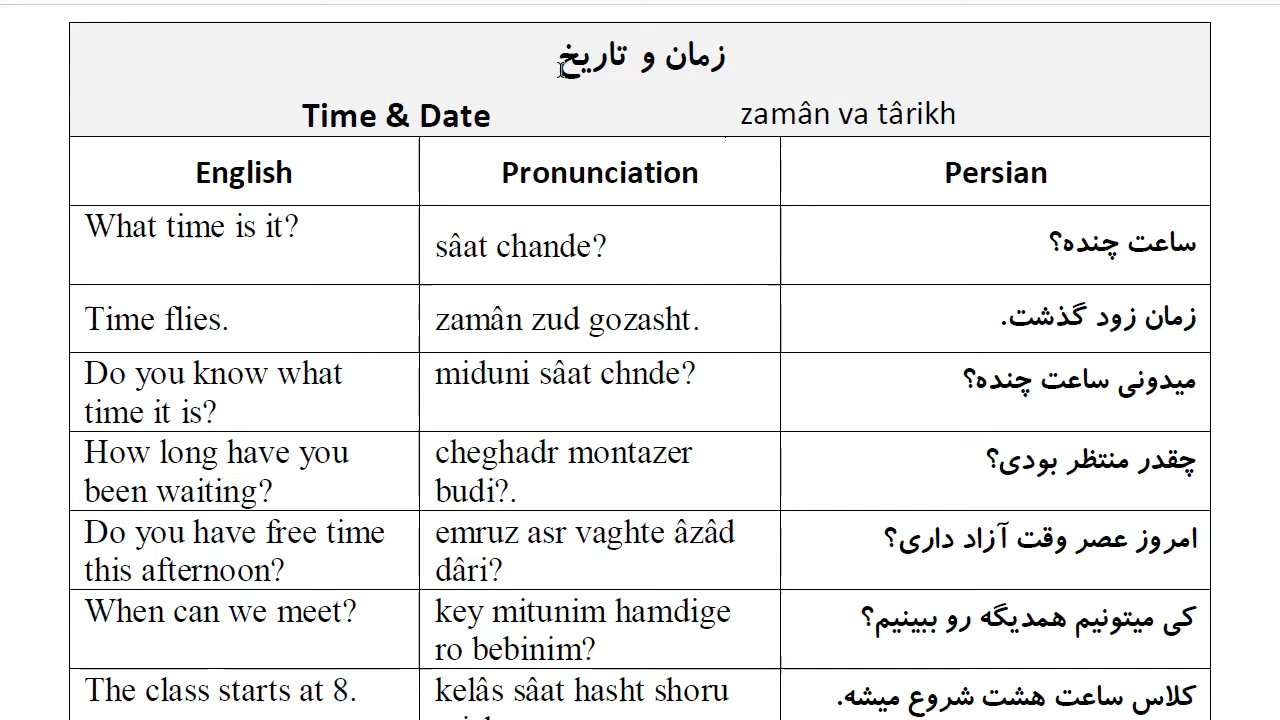 زمان و تاریخ
Time & Date zamân va târikh
English Pronunciation Persian
What time is it?
sâat chande?
ساعت چنده؟
Time flies.
zamân zud gozasht.
زمان زود گذشت.
Do you know what
time it is?
miduni sâat chnde?
میدونی ساعت چنده؟
How long have you
been waiting?
cheghadr montazer
budi?.
چقدر منتظر بودی؟
Do you have free time
this afternoon?
emruz asr vaghte âzâd
dâri?
امروز عصر وقت آزاد داری؟
When can we meet?
key mitunim hamdige
ro bebinim?
کی میتونیم همدیگه رو ببینیم؟
The class starts at 8.
kelâs sâat hasht shoru
کلاس ساعت هشت شروع میشه.